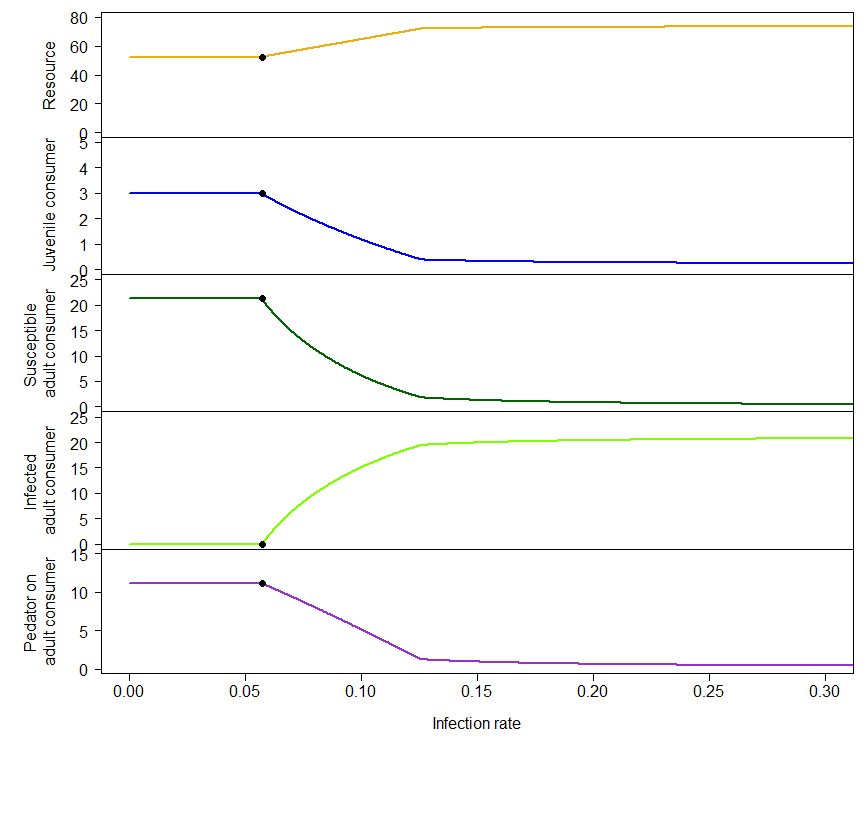 Resource
80
60
40
20
0
Juvenile consumer
5
4
3
2
1
0
Susceptible
adult consumer
25
20
15
10
5
0
Infected
adult consumer
25
20
15
10
5
0
Pedator on
adult consumer
15
10
5
0
0.00 0.05 0.10 0.15 0.20 0.25 0.30
Infection rate